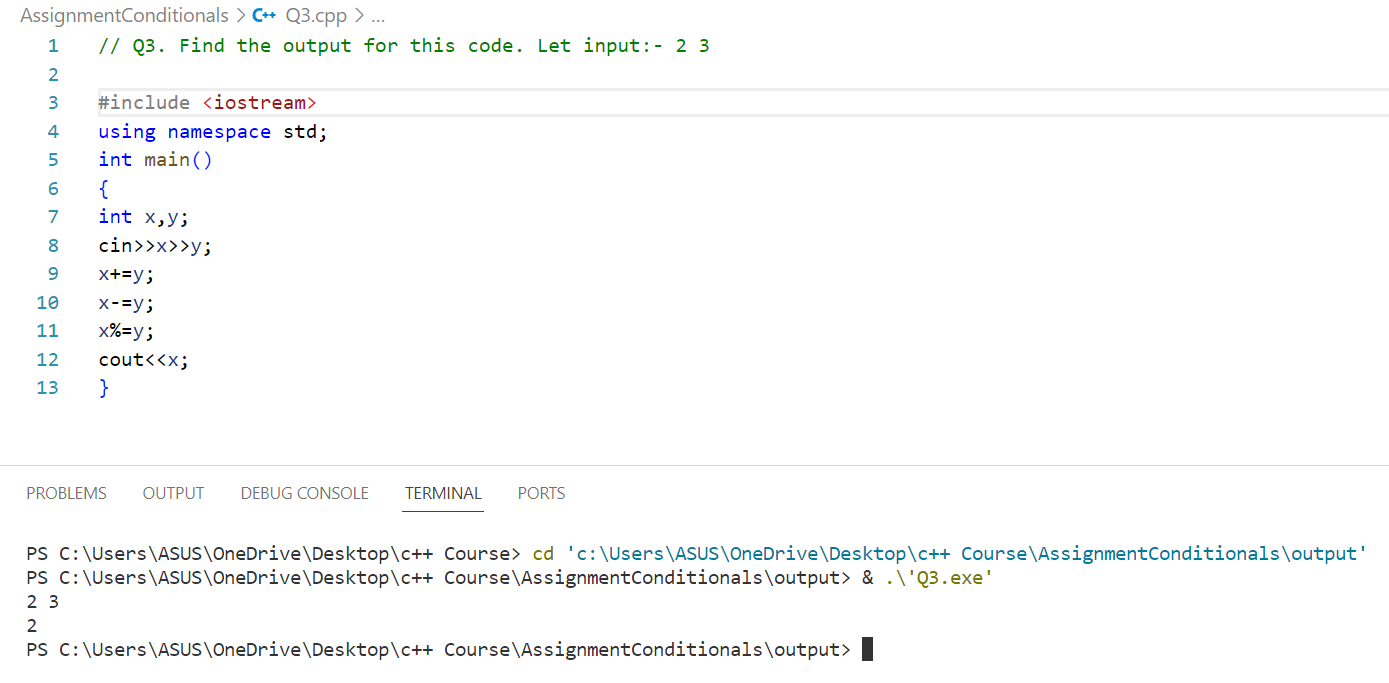 AssignmentConditionals > C++ Q3.cpp > ...
1 // Q3. Find the output for this code. Let input:- 2 3
2
3 #include <iostream>
4 using namespace std;
5 int main()
6 {
7 int x,y;
8 cin>>x>>y;
9 x+=y;
10 x-=y;
11 x%=y;
12 cout<<x;
13 }
PROBLEMS OUTPUT DEBUG CONSOLE TERMINAL PORTS
PS C:\Users\ASUS\OneDrive\Desktop\c++ Course> cd 'c:\Users\ASUS\OneDrive\Desktop\c++ Course\AssignmentConditionals\output'
PS C:\Users\ASUS\OneDrive\Desktop\c++ Course\AssignmentConditionals\output> & .\'Q3.exe'
2 3
2
PS C:\Users\ASUS\OneDrive\Desktop\c++ Course\AssignmentConditionals\output>